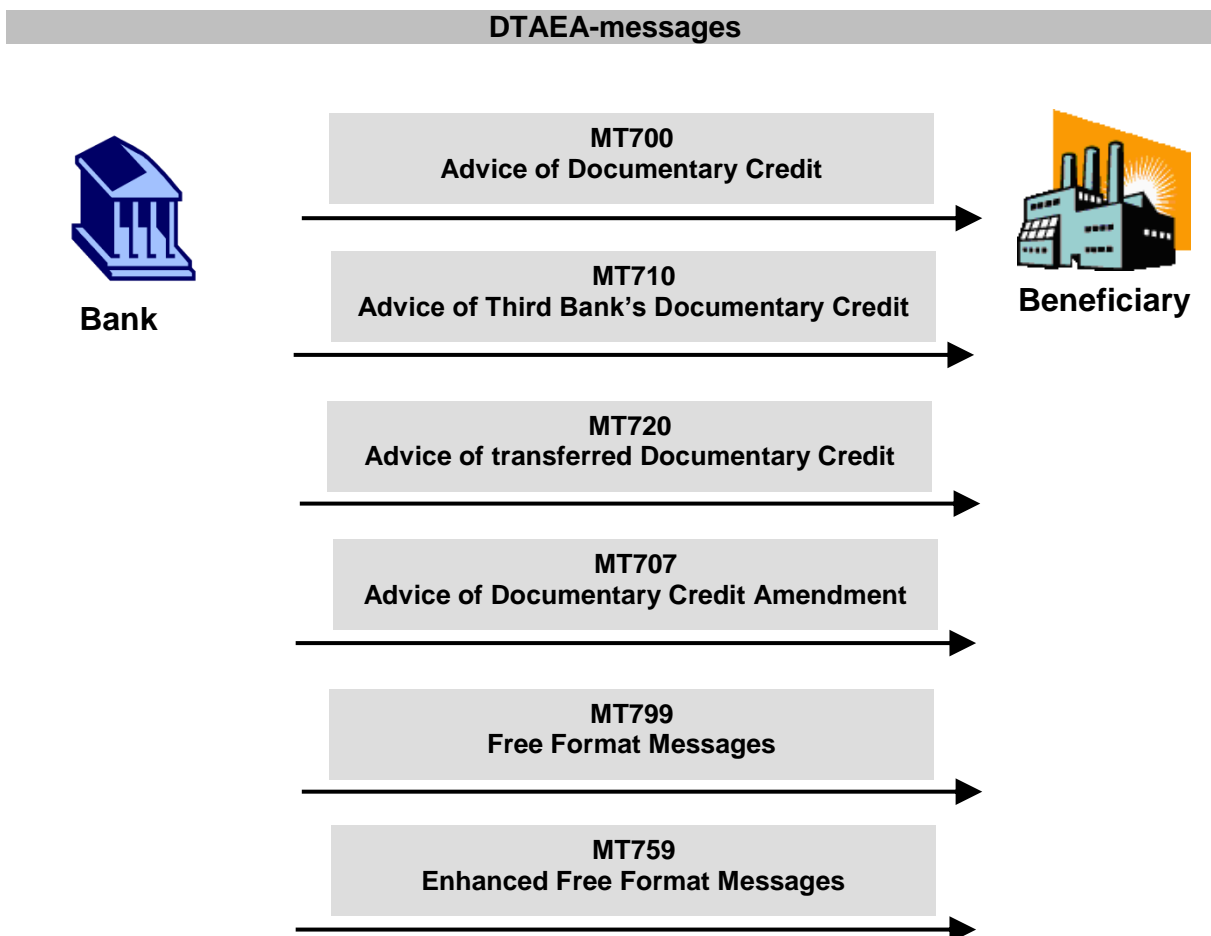 DTAEA-messages
MT700
Advice of Documentary Credit
Bank
Beneficiary
MT710
Advice of Third Bank’s Documentary Credit
MT720
Advice of transferred Documentary Credit
MT707
Advice of Documentary Credit Amendment
MT799
Free Format Messages
MT759
Enhanced Free Format Messages